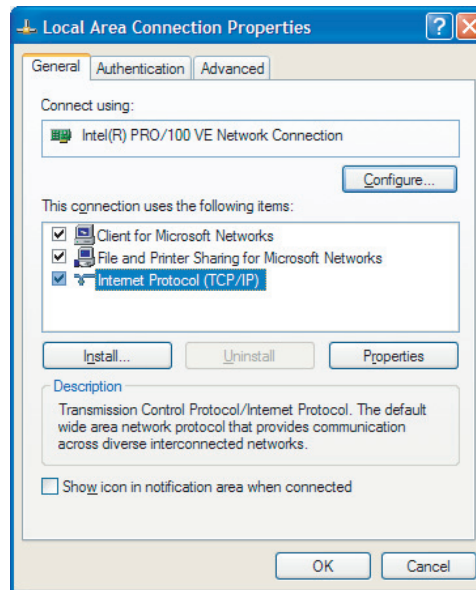 Local Area Connection Properties
General Authentication Advanced
Connect using:
Intel(R) PRO/100 VE Network Connection
Configure...
This connection uses the following items:
Client for Microsoft Networks
File and Printer Sharing for Microsoft Networks
Internet Protocol (TCP/IP)
Install... Uninstall Properties
Description
Transmission Control Protocol/Internet Protocol. The default
wide area network protocol that provides communication
across diverse interconnected networks.
Show icon in notification area when connected
OK Cancel